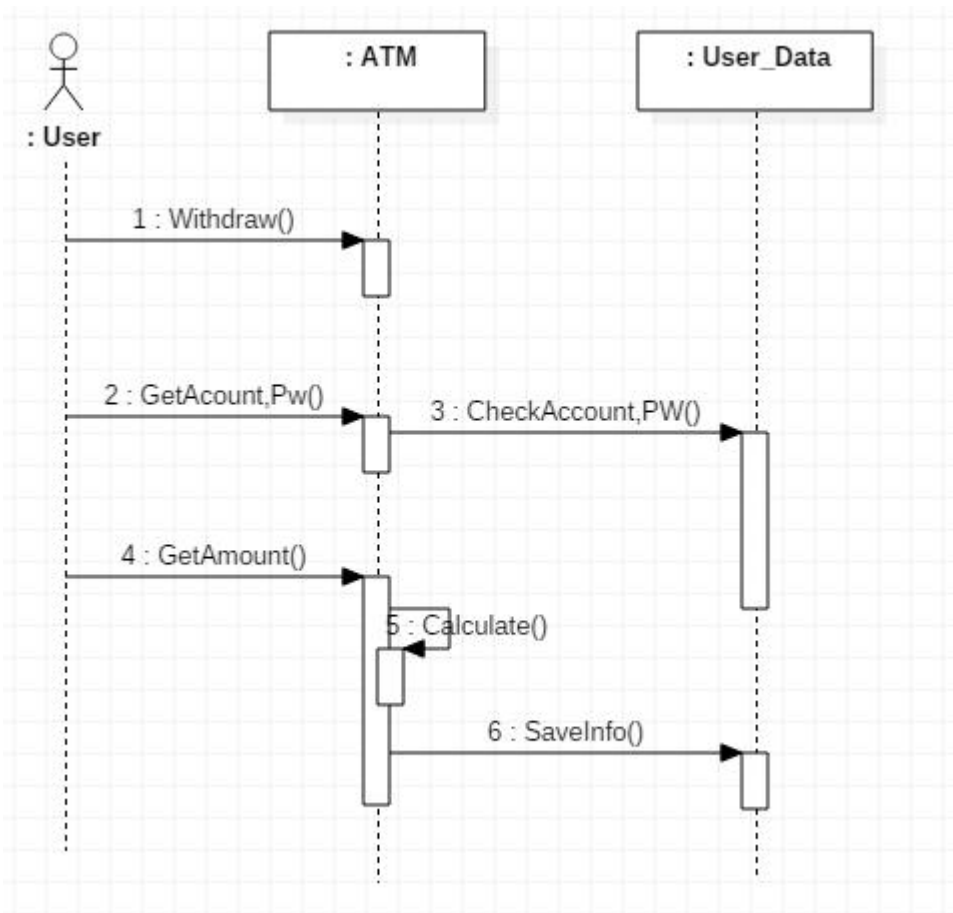 : ATM
: User_Data
: User
1 : Withdraw()
2 : GetAcount,Pw()
3 : CheckAccount,PW()
4 : GetAmount()
5 : Calculate()
6 : SaveInfo()